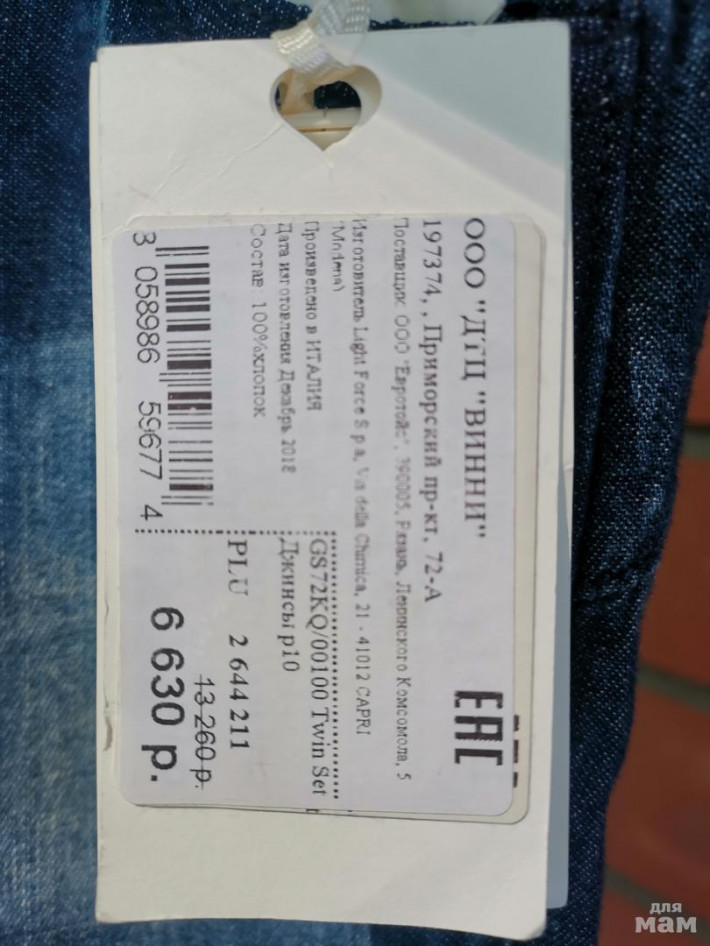 ООО "ДТЦ "ВИННИ"
197374, , Приморский пр-кт, 72-А
Поставщик ООО "Евротойс", 390005, Рязань, Ленинского Комсомола, 5
Изготовитель Light Force S p a, Via della Chimica, 21 - 41012 CAPRI
(Modena)
Произведено в ИТАЛИЯ
Дата изготовления Декабрь 2018
Состав 100%хлопок
GS72KQ/00100 Twin Set
Джинсы р10
PLU 2 644 211
13 260 р.
6 630 р.
3 058986 596774
EAC
для
мам